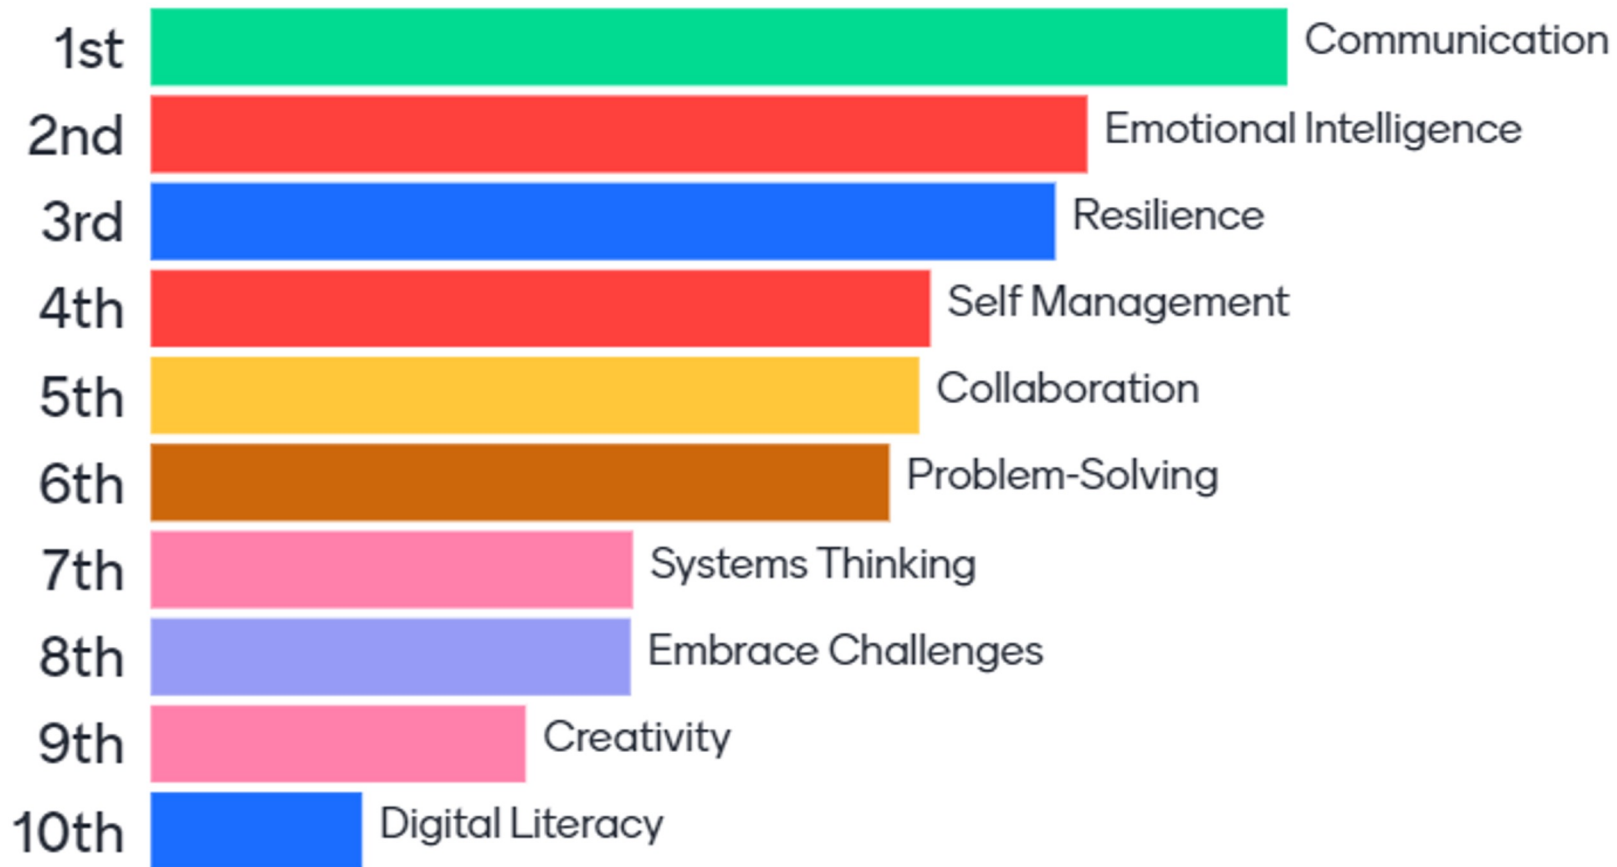 1st Communication
2nd Emotional Intelligence
3rd Resilience
4th Self Management
5th Collaboration
6th Problem-Solving
7th Systems Thinking
8th Embrace Challenges
9th Creativity
10th Digital Literacy